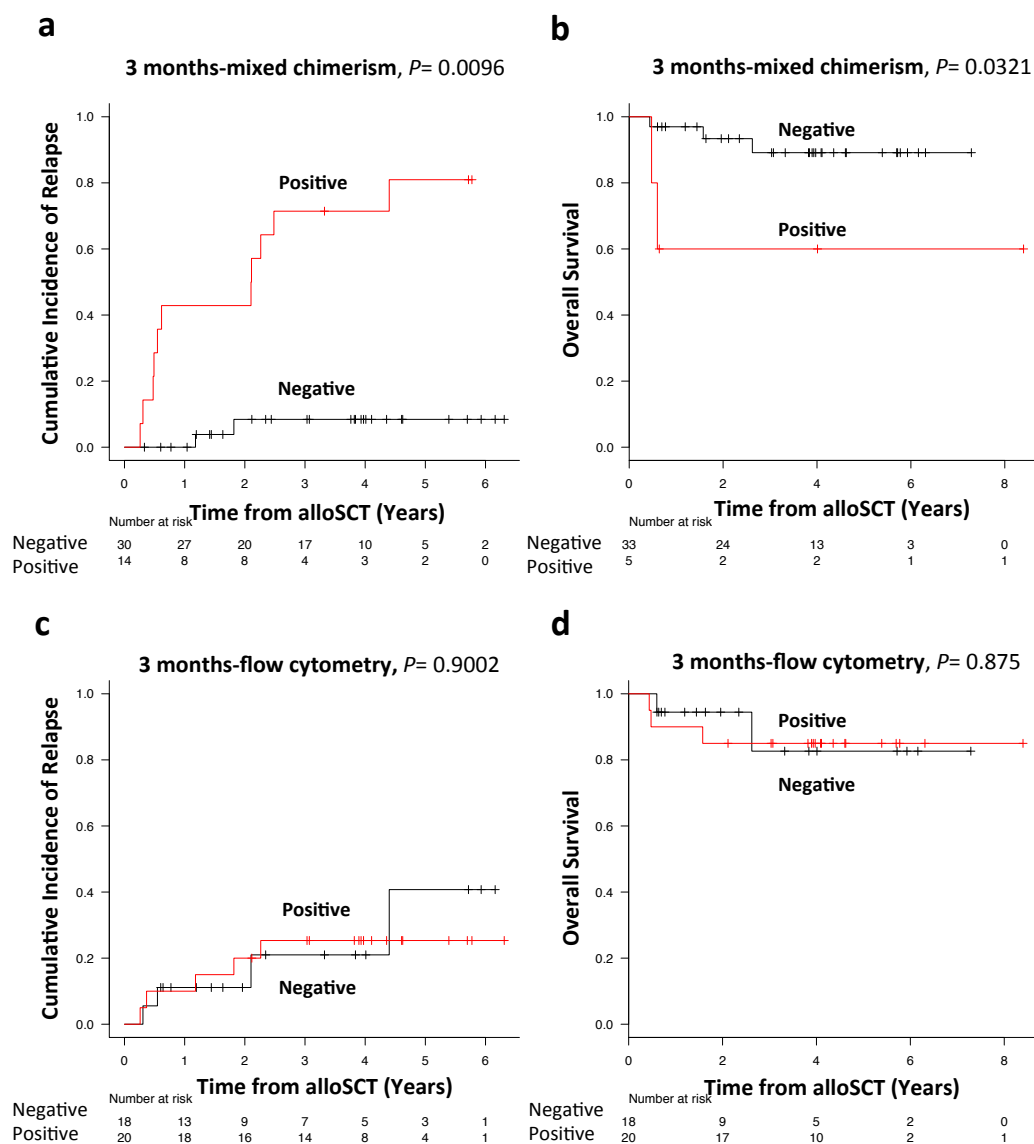 a
3 months-mixed chimerism, P= 0.0096
Cumulative Incidence of Relapse
1.0
0.8
0.6
0.4
0.2
0.0
Positive
Negative
0 1 2 3 4 5 6
Time from alloSCT (Years)
Number at risk
Negative 30 27 20 17 10 5 2
Positive 14 8 8 4 3 2 0
b
3 months-mixed chimerism, P= 0.0321
Overall Survival
1.0
0.8
0.6
0.4
0.2
0.0
Negative
Positive
0 2 4 6 8
Time from alloSCT (Years)
Number at risk
Negative 33 24 13 3 0
Positive 5 2 2 1 1
c
3 months-flow cytometry, P= 0.9002
Cumulative Incidence of Relapse
1.0
0.8
0.6
0.4
0.2
0.0
Positive
Negative
0 1 2 3 4 5 6
Time from alloSCT (Years)
Number at risk
Negative 18 13 9 7 5 3 1
Positive 20 18 16 14 8 4 1
d
3 months-flow cytometry, P= 0.875
Overall Survival
1.0
0.8
0.6
0.4
0.2
0.0
Positive
Negative
0 2 4 6 8
Time from alloSCT (Years)
Number at risk
Negative 18 9 5 2 0
Positive 20 17 10 2 1